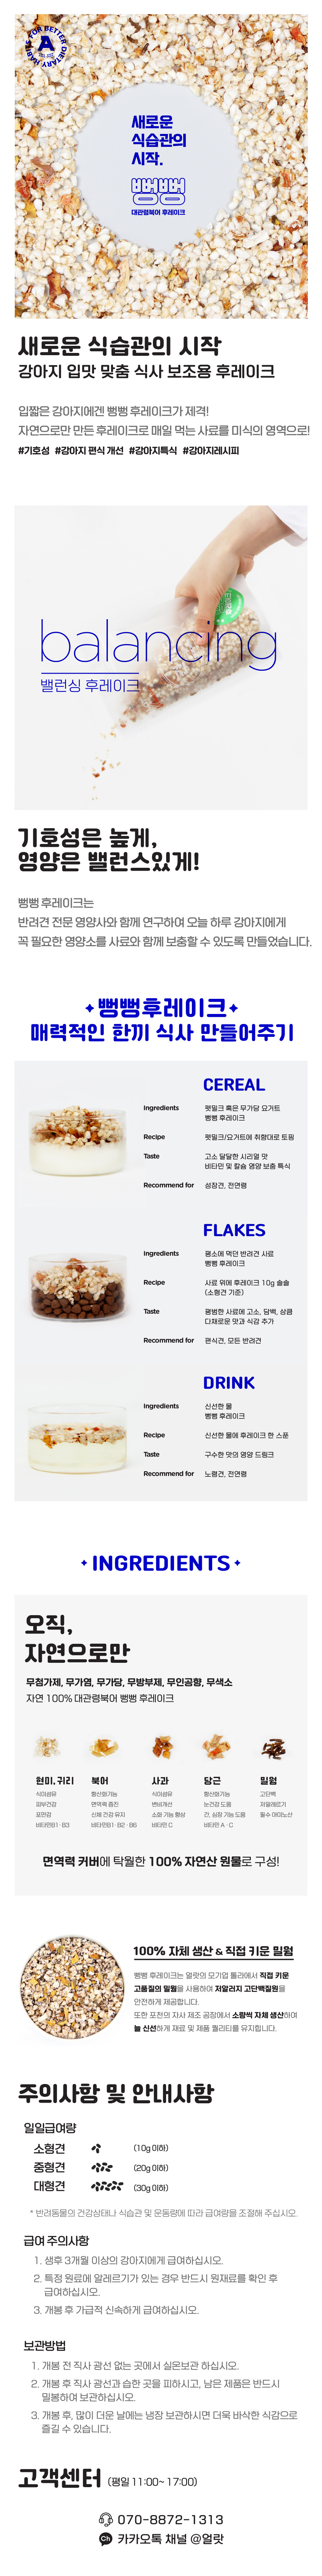 FOR BETTER DIETARY HABIT
A
새로운
식습관의
시작.
뻥뻥
대관령북어 후레이크
새로운 식습관의 시작
강아지 입맛 맞춤 식사 보조용 후레이크
입짧은 강아지에겐 뻥뻥 후레이크가 제격!
자연으로만 만든 후레이크로 매일 먹는 사료를 미식의 영역으로!
#기호성 #강아지 편식 개선 #강아지특식 #강아지레시피
balancing
밸런싱 후레이크
기호성은 높게,
영양은 밸런스있게!
뻥뻥 후레이크는
반려견 전문 영양사와 함께 연구하여 오늘 하루 강아지에게
꼭 필요한 영양소를 사료와 함께 보충할 수 있도록 만들었습니다.
뻥뻥후레이크
매력적인 한끼 식사 만들어주기
CEREAL
Ingredients 펫밀크 혹은 무가당 요거트
뻥뻥 후레이크
Recipe 펫밀크/요거트에 취향대로 토핑
Taste 고소 달달한 시리얼 맛
비타민 및 칼슘 영양 보충 특식
Recommend for 성장견, 전연령
FLAKES
Ingredients 평소에 먹던 반려견 사료
뻥뻥 후레이크
Recipe 사료 위에 후레이크 10g 솔솔
(소형견 기준)
Taste 평범한 사료에 고소, 담백, 상큼
다채로운 맛과 식감 추가
Recommend for 편식견, 모든 반려견
DRINK
Ingredients 신선한 물
뻥뻥 후레이크
Recipe 신선한 물에 후레이크 한 스푼
Taste 구수한 맛의 영양 드링크
Recommend for 노령견, 전연령
INGREDIENTS
오직,
자연으로만
무첨가제, 무가염, 무가당, 무방부제, 무인공향, 무색소
자연 100% 대관령북어 뻥뻥 후레이크
현미, 귀리 북어 사과 당근 밀웜
식이섬유 항산화기능 식이섬유 항산화기능 고단백
피부건강 면역력 증진 변비개선 눈건강 도움 저알레르기
포만감 신체 건강 유지 소화 기능 향상 간, 심장 기능 도움 필수 아미노산
비타민B1 · B3 비타민B1 · B2 · B6 비타민 C 비타민 A · C
면역력 커버에 탁월한 100% 자연산 원물로 구성!
100% 자체 생산 & 직접 키운 밀웜
뻥뻥 후레이크는 얼랏의 모기업 틀리에서 직접 키운
고품질의 밀웜을 사용하여 저알러지 고단백질원을
안전하게 제공합니다.
또한 포천의 자사 제조 공장에서 소량씩 자체 생산하여
늘 신선하게 재료 및 제품 퀄리티를 유지합니다.
주의사항 및 안내사항
일일급여량
소형견 (10g 이하)
중형견 (20g 이하)
대형견 (30g 이하)
* 반려동물의 건강상태나 식습관 및 운동량에 따라 급여량을 조절해 주십시오.
급여 주의사항
1. 생후 3개월 이상의 강아지에게 급여하십시오.
2. 특정 원료에 알레르기가 있는 경우 반드시 원재료를 확인 후
급여하십시오.
3. 개봉 후 가급적 신속하게 급여하십시오.
보관방법
1. 개봉 전 직사 광선 없는 곳에서 실온보관 하십시오.
2. 개봉 후 직사 광선과 습한 곳을 피하시고, 남은 제품은 반드시
밀봉하여 보관하십시오.
3. 개봉 후, 많이 더운 날에는 냉장 보관하시면 더욱 바삭한 식감으로
즐길 수 있습니다.
고객센터 (평일 11:00~ 17:00)
070-8872-1313
Ch 카카오톡 채널 @얼랏